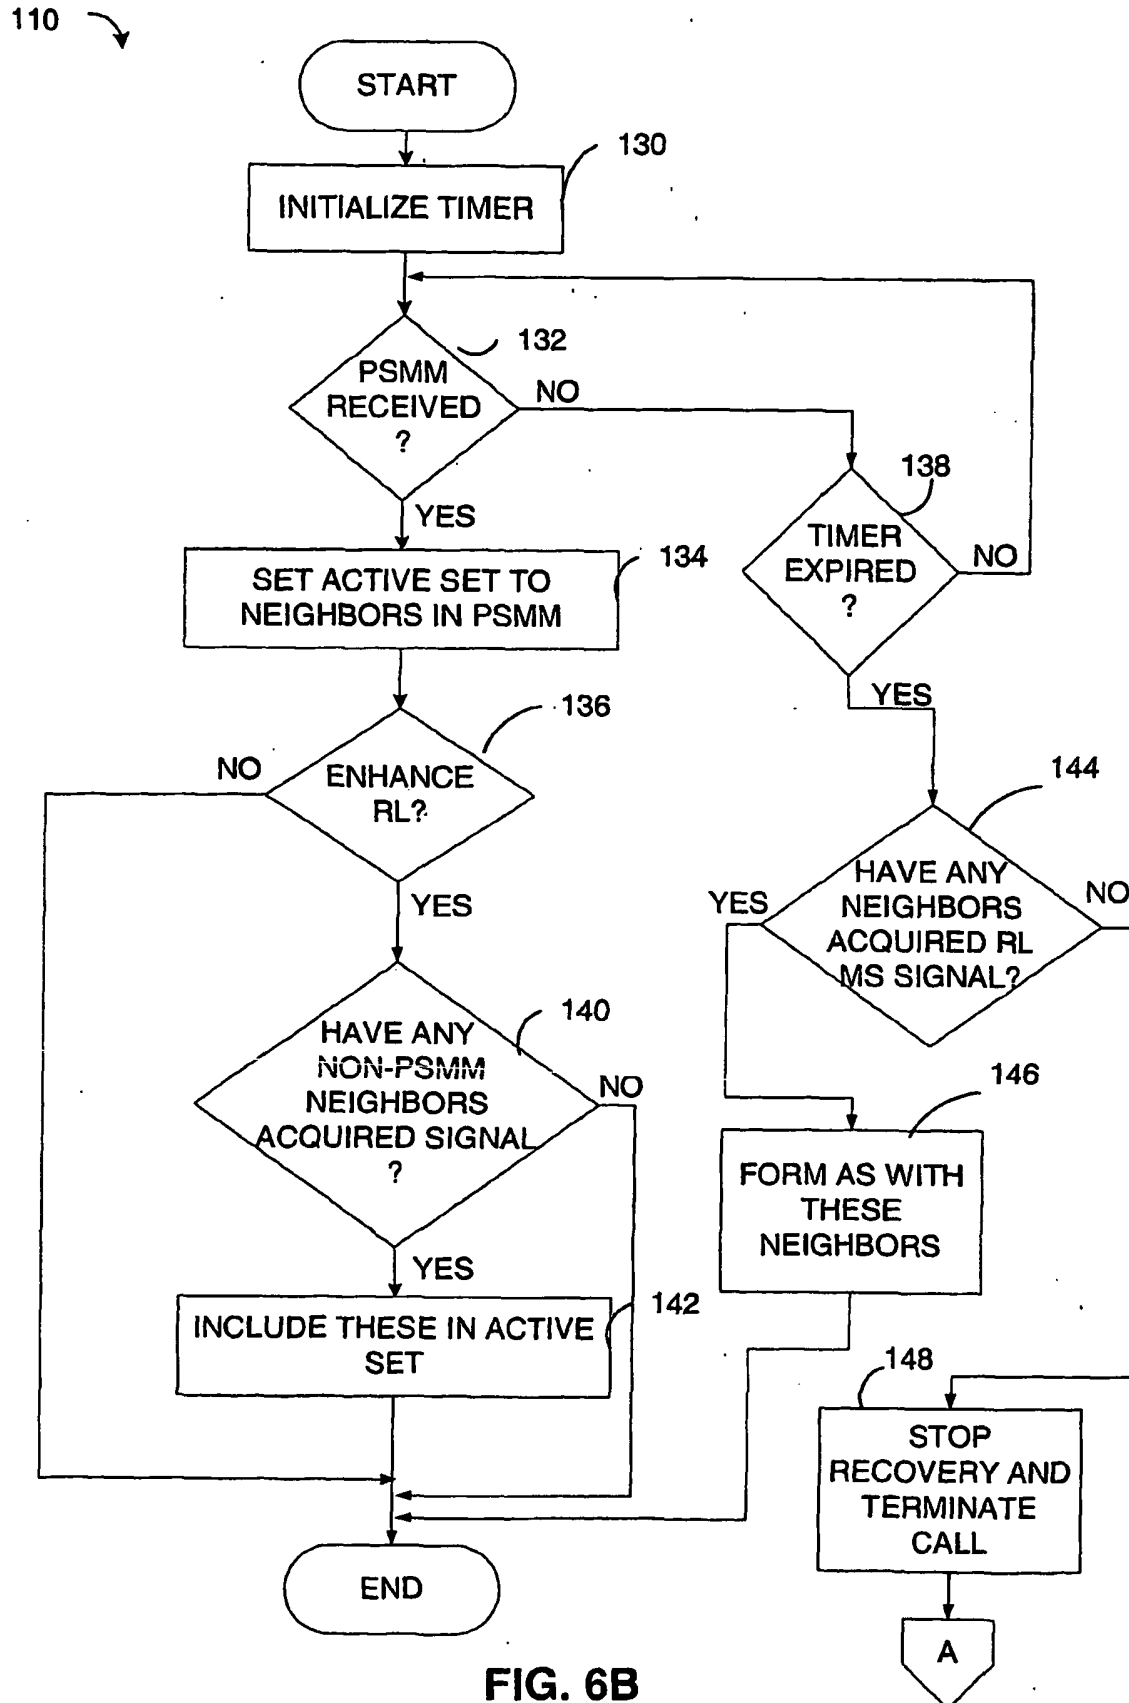 110
START
130
INITIALIZE TIMER
132
PSMM
RECEIVED
?
NO
YES
138
TIMER
EXPIRED
?
NO
YES
134
SET ACTIVE SET TO
NEIGHBORS IN PSMM
136
ENHANCE
RL?
NO
YES
144
HAVE ANY
NEIGHBORS
ACQUIRED RL
MS SIGNAL?
YES
NO
140
HAVE ANY
NON-PSMM
NEIGHBORS
ACQUIRED SIGNAL
?
NO
YES
146
FORM AS WITH
THESE
NEIGHBORS
142
INCLUDE THESE IN ACTIVE
SET
148
STOP
RECOVERY AND
TERMINATE
CALL
END
A
FIG. 6B